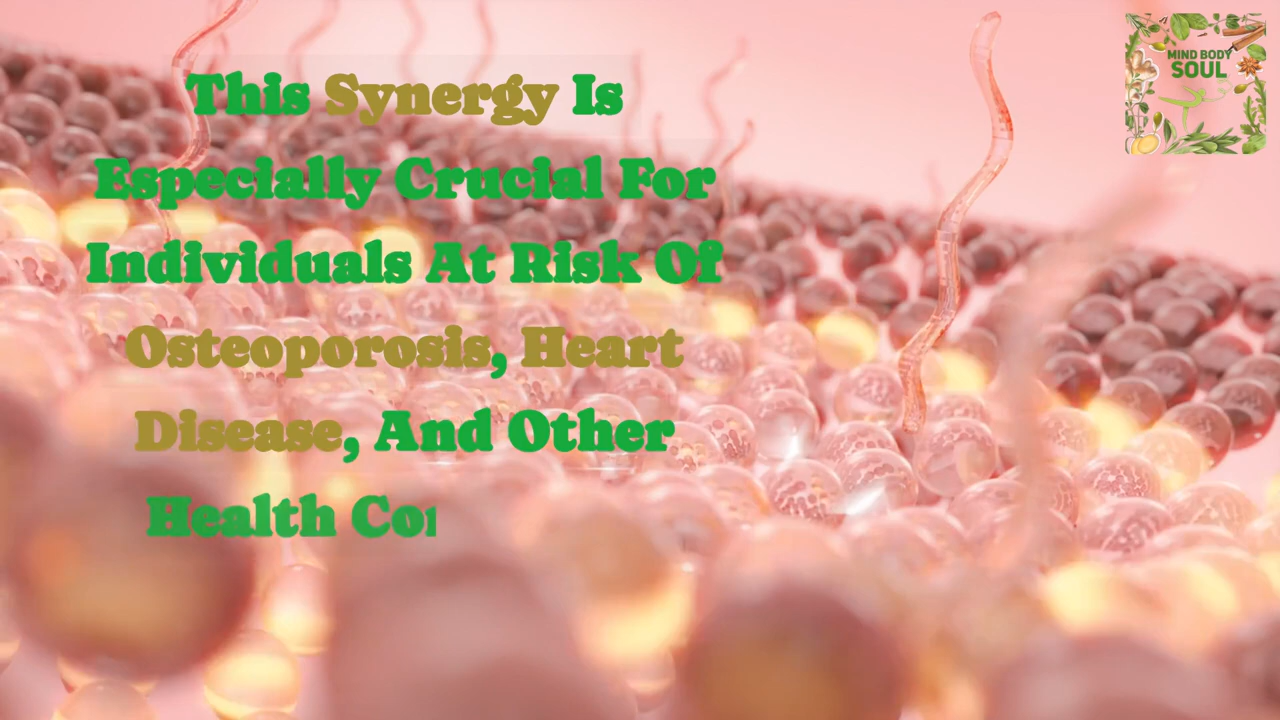 This Synergy Is
Especially Crucial For
Individuals At Risk Of
Osteoporosis, Heart
Disease, And Other
Health
MIND BODY
SOUL